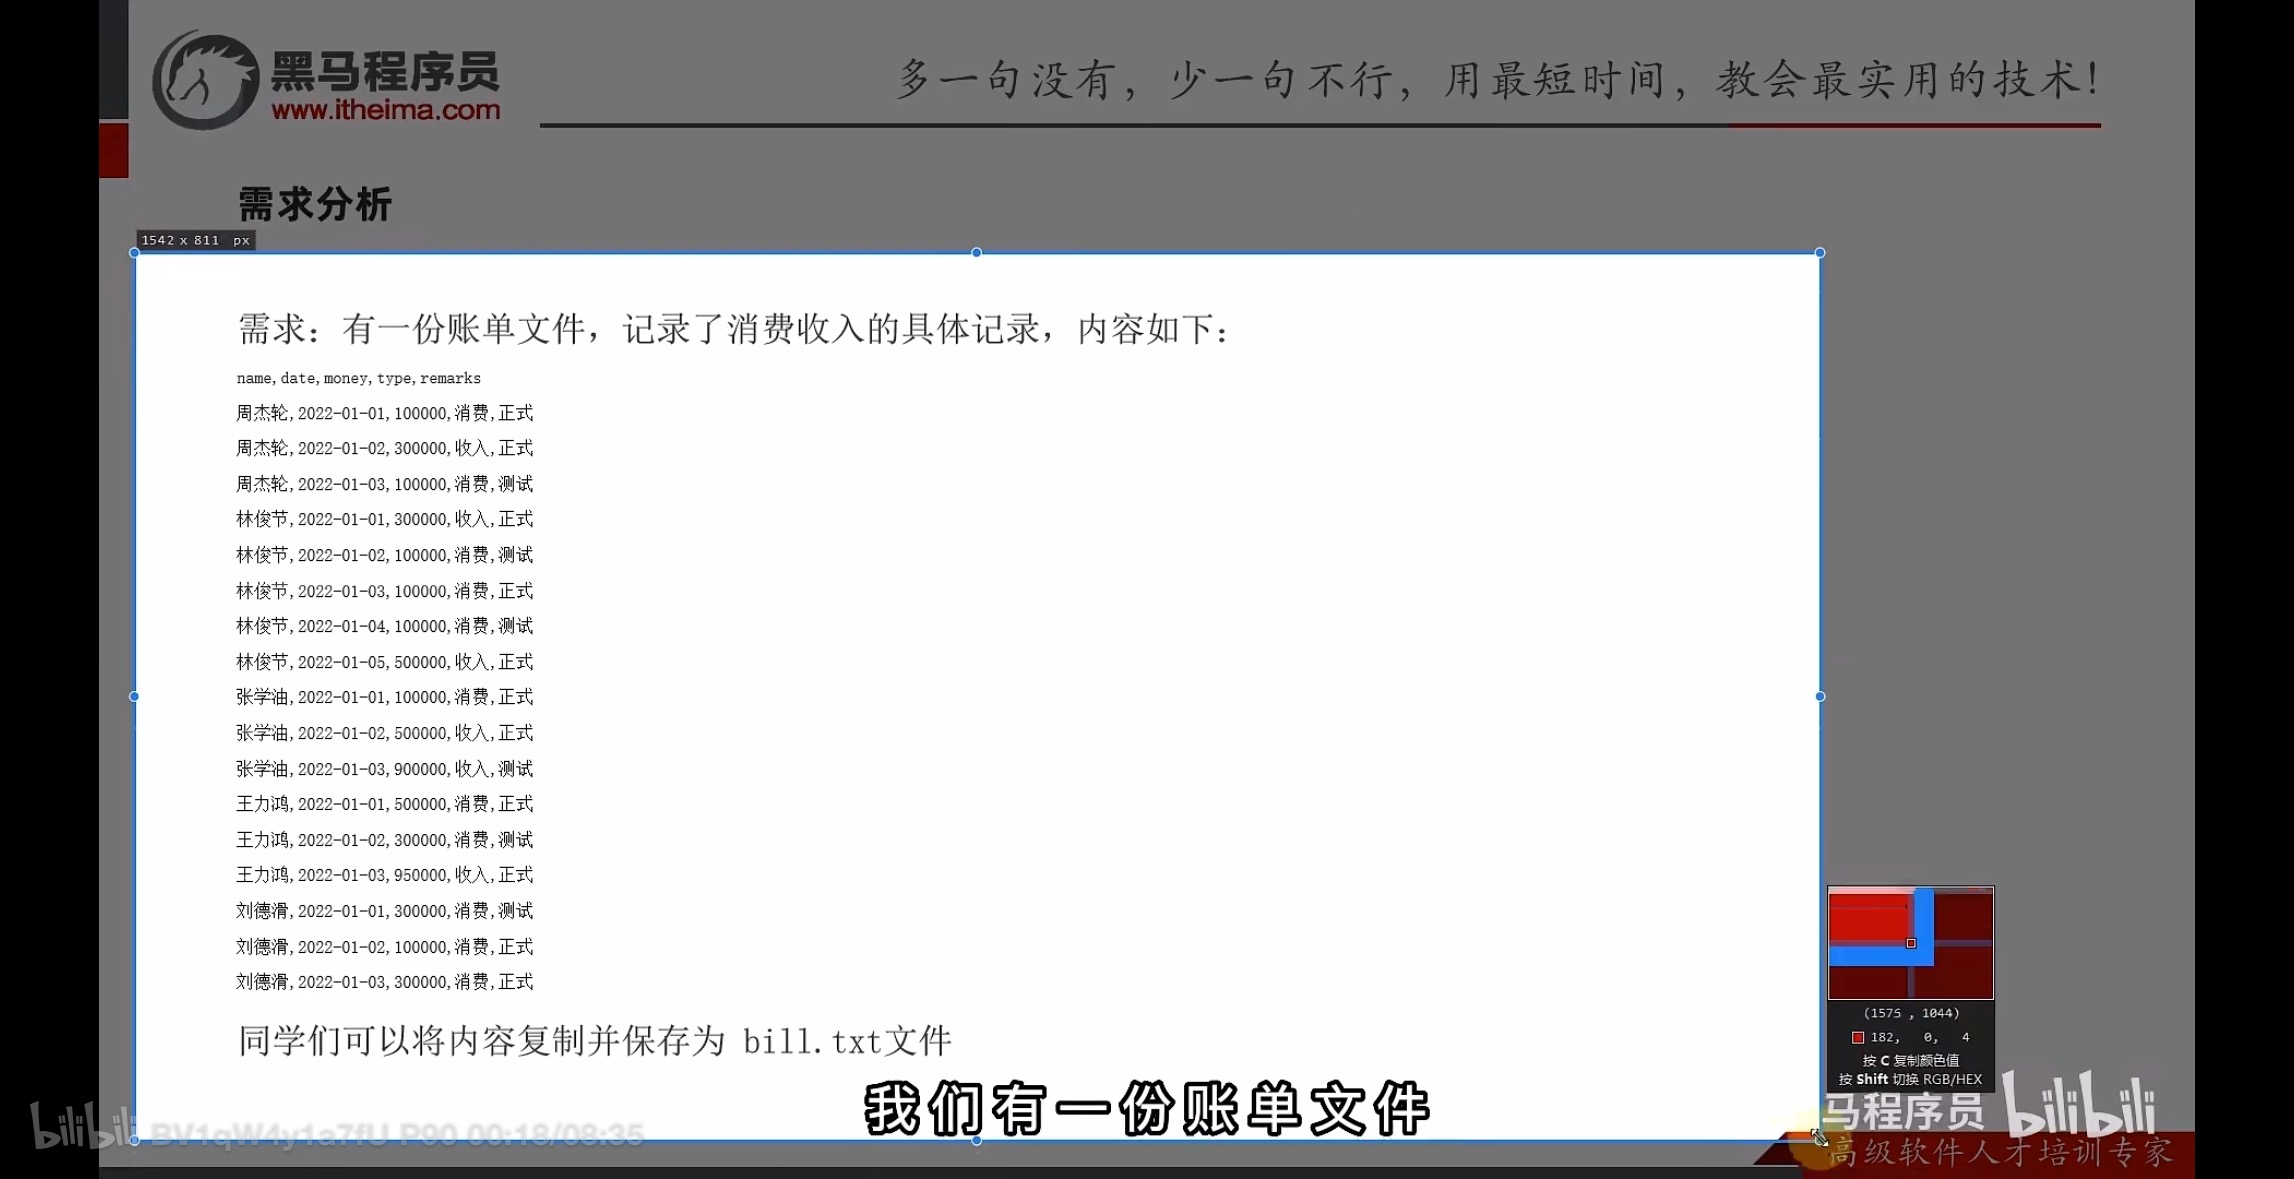 黑马程序员
www.itheima.com
多一句没有，少一句不行，用最短时间，教会最实用的技术！
需求分析
1542 x 811 px
需求：有一份账单文件，记录了消费收入的具体记录，内容如下：
name,date,money,type,remarks
周杰轮,2022-01-01,100000,消费,正式
周杰轮,2022-01-02,300000,收入,正式
周杰轮,2022-01-03,100000,消费,测试
林俊节,2022-01-01,300000,收入,正式
林俊节,2022-01-02,100000,消费,测试
林俊节,2022-01-03,100000,消费,正式
林俊节,2022-01-04,100000,消费,测试
林俊节,2022-01-05,500000,收入,正式
张学油,2022-01-01,100000,消费,正式
张学油,2022-01-02,500000,收入,正式
张学油,2022-01-03,900000,收入,测试
王力鸿,2022-01-01,500000,消费,正式
王力鸿,2022-01-02,300000,消费,测试
王力鸿,2022-01-03,950000,收入,正式
刘德滑,2022-01-01,300000,消费,测试
刘德滑,2022-01-02,100000,消费,正式
刘德滑,2022-01-03,300000,消费,正式
同学们可以将内容复制并保存为 bill.txt文件
(1575 , 1044)
182, 0, 4
按 C 复制颜色值
按 Shift 切换 RGB/HEX
我们有一份账单文件
马程序员 bilibili
bilibili BV1qW4y1a7fU P90 00:18/08:35
高级软件人才培训专家